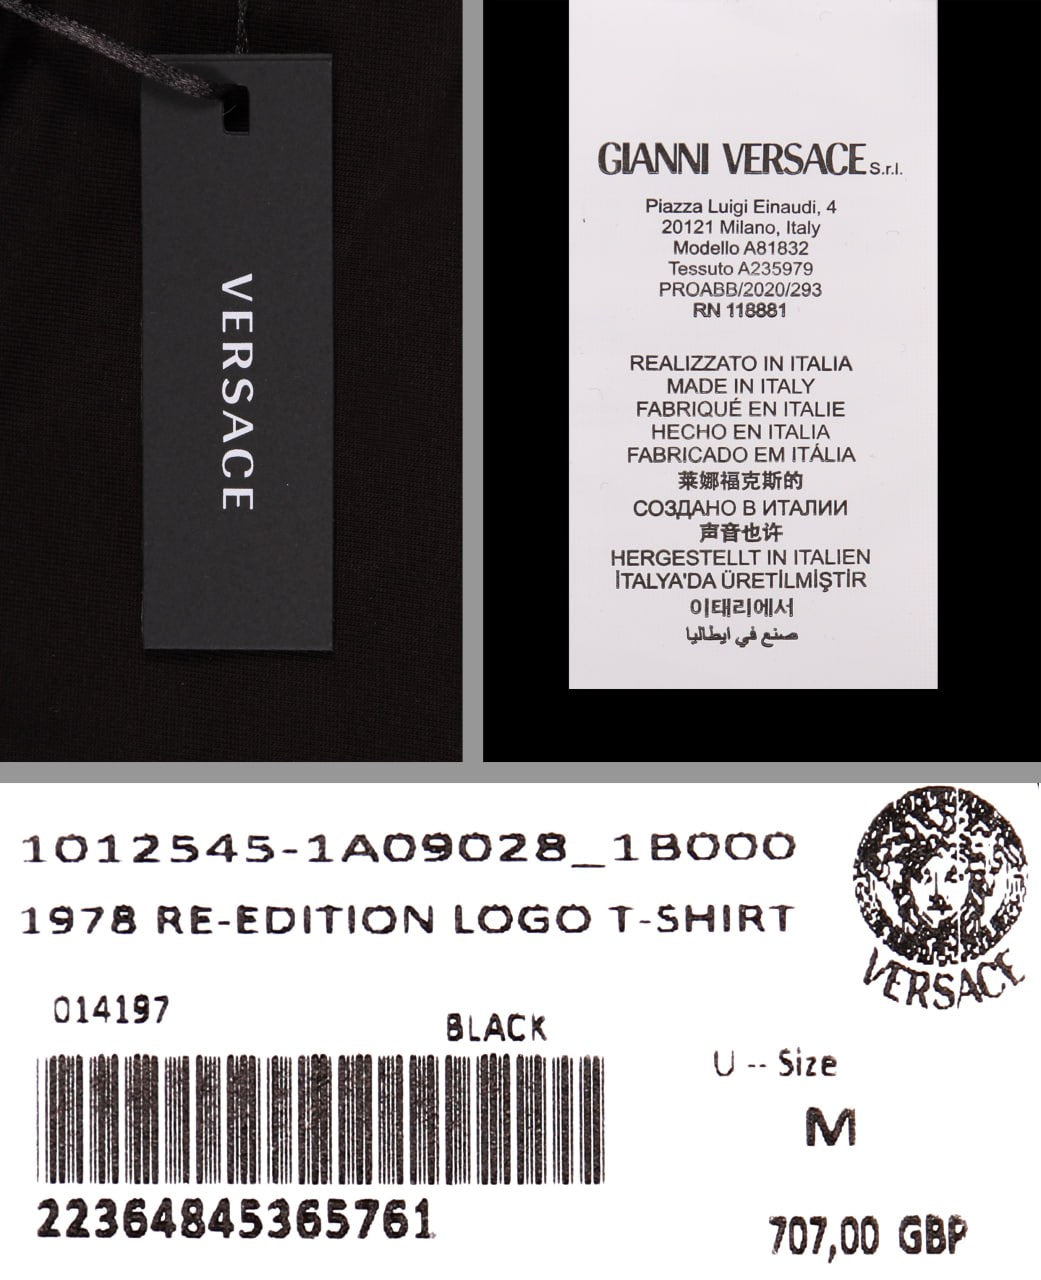 VERSACE
GIANNI VERSACE S.r.l.
Piazza Luigi Einaudi, 4
20121 Milano, Italy
Modello A81832
Tessuto A235979
PROABB/2020/293
RN 118881
REALIZZATO IN ITALIA
MADE IN ITALY
FABRIQUÉ EN ITALIE
HECHO EN ITALIA
FABRICADO EM ITÁLIA
莱娜福克斯的
СОЗДАНО В ИТАЛИИ
声音也许
HERGESTELLT IN ITALIEN
İTALYA'DA ÜRETİLMİŞTİR
이태리에서
صنع في ايطاليا
1012545-1A09028_1B000
1978 RE-EDITION LOGO T-SHIRT
VERSACE
014197
BLACK
U -- Size
M
22364845365761
707,00 GBP